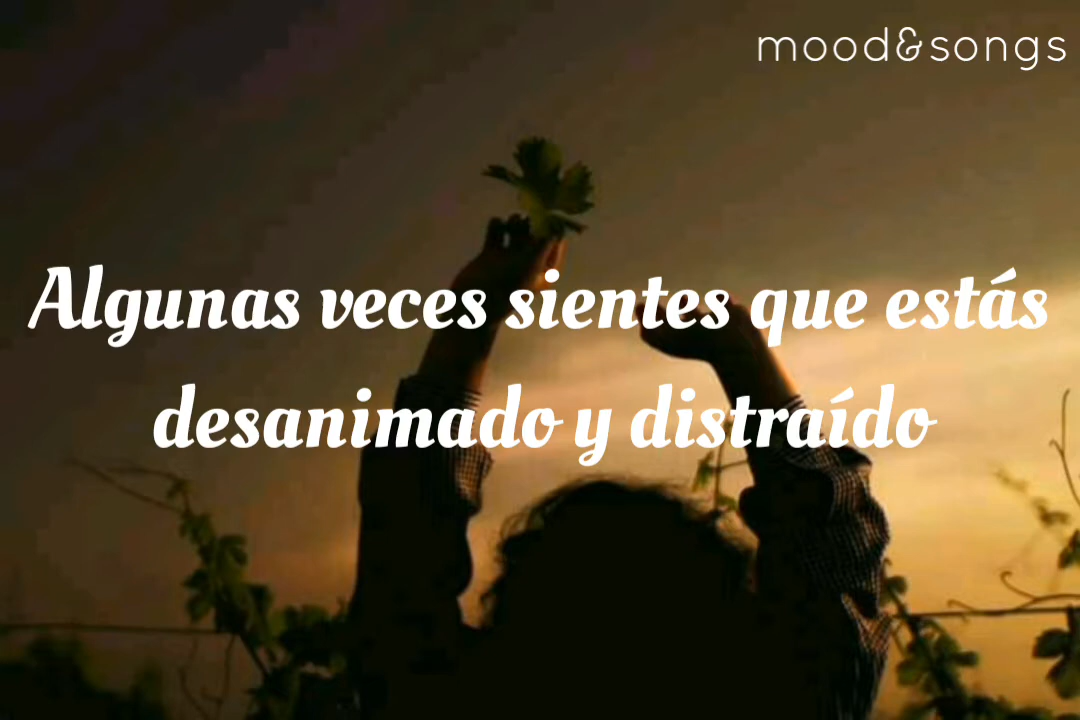 mood&songs
Algunas veces sientes que estás
desanimado y distraído